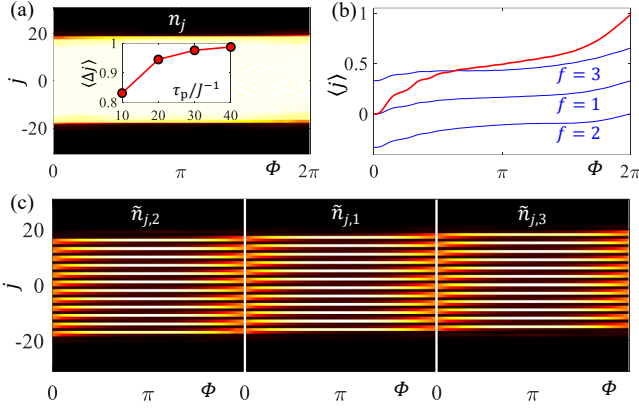 (a)
n_j
20
0
-20
j
⟨Δj⟩
1
0.9
0.8
τ_p/J⁻¹
10 20 30 40
0 π Φ 2π
(b)
1
0.5
0
⟨j⟩
f = 3
f = 1
f = 2
0 π Φ 2π
(c)
ñ_{j,2} ñ_{j,1} ñ_{j,3}
20
0
-20
j
0 π Φ 0 π Φ 0 π Φ 2π